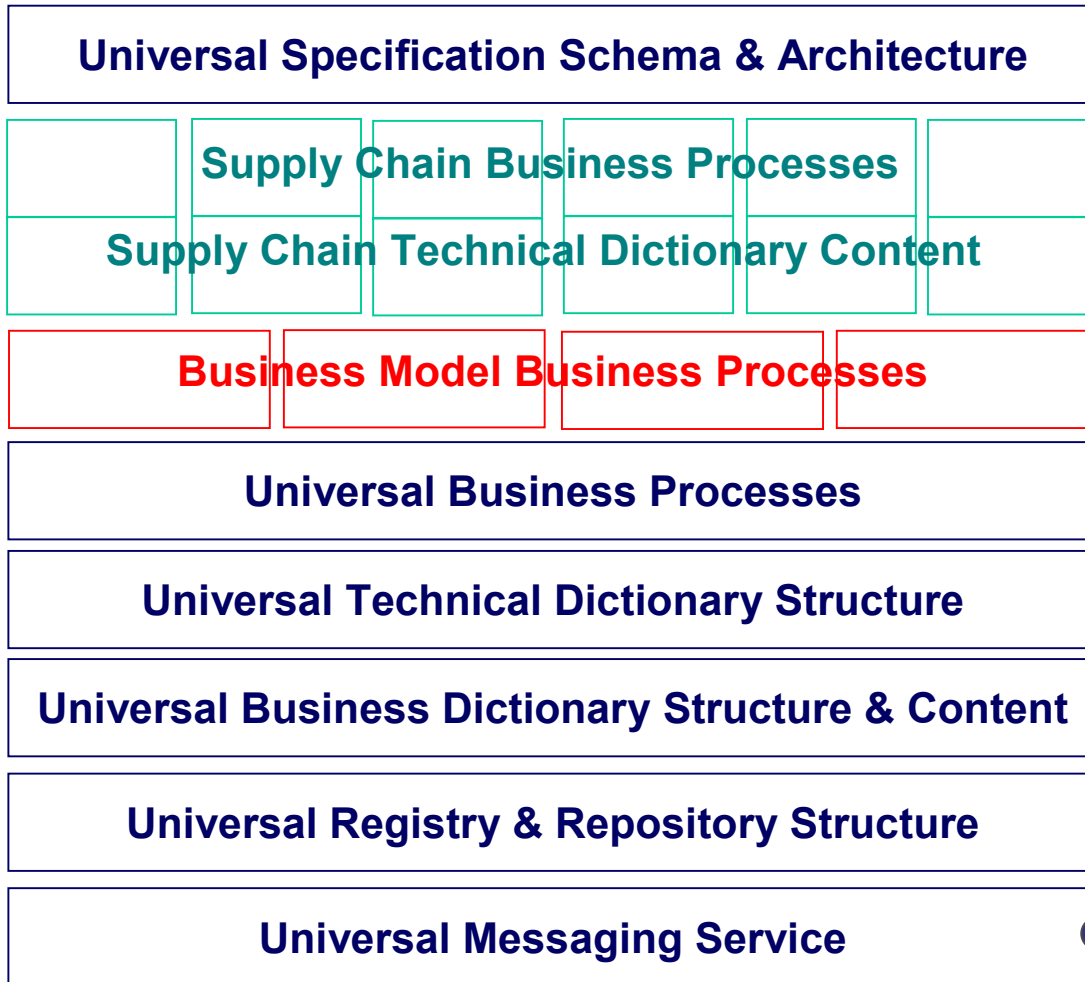 Universal Specification Schema & Architecture
Supply Chain Business Processes
Supply Chain Technical Dictionary Content
Business Model Business Processes
Universal Business Processes
Universal Technical Dictionary Structure
Universal Business Dictionary Structure & Content
Universal Registry & Repository Structure
Universal Messaging Service